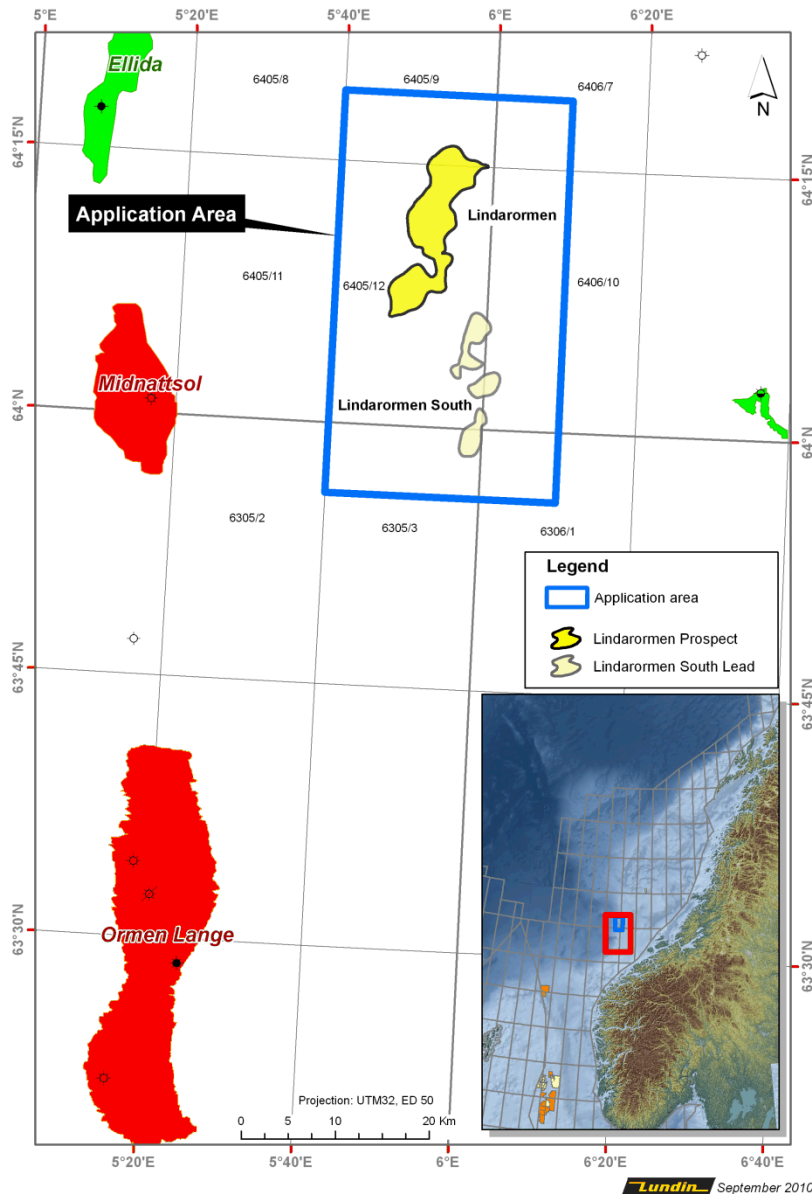 5°E
5°20'E
5°40'E
6°E
6°20'E
Ellida
6405/8
6405/9
6406/7
N
64°15'N
64°15'N
Application Area
Lindarormen
6405/11
6405/12
6406/10
Midnattsol
Lindarormen South
64°N
64°N
6305/2
6305/3
6306/1
Legend
Application area
Lindarormen Prospect
Lindarormen South Lead
63°45'N
63°45'N
Ormen Lange
63°30'N
63°30'N
Projection: UTM32, ED 50
0 5 10 20 Km
5°20'E
5°40'E
6°E
6°20'E
6°40'E
Lundin September 2010